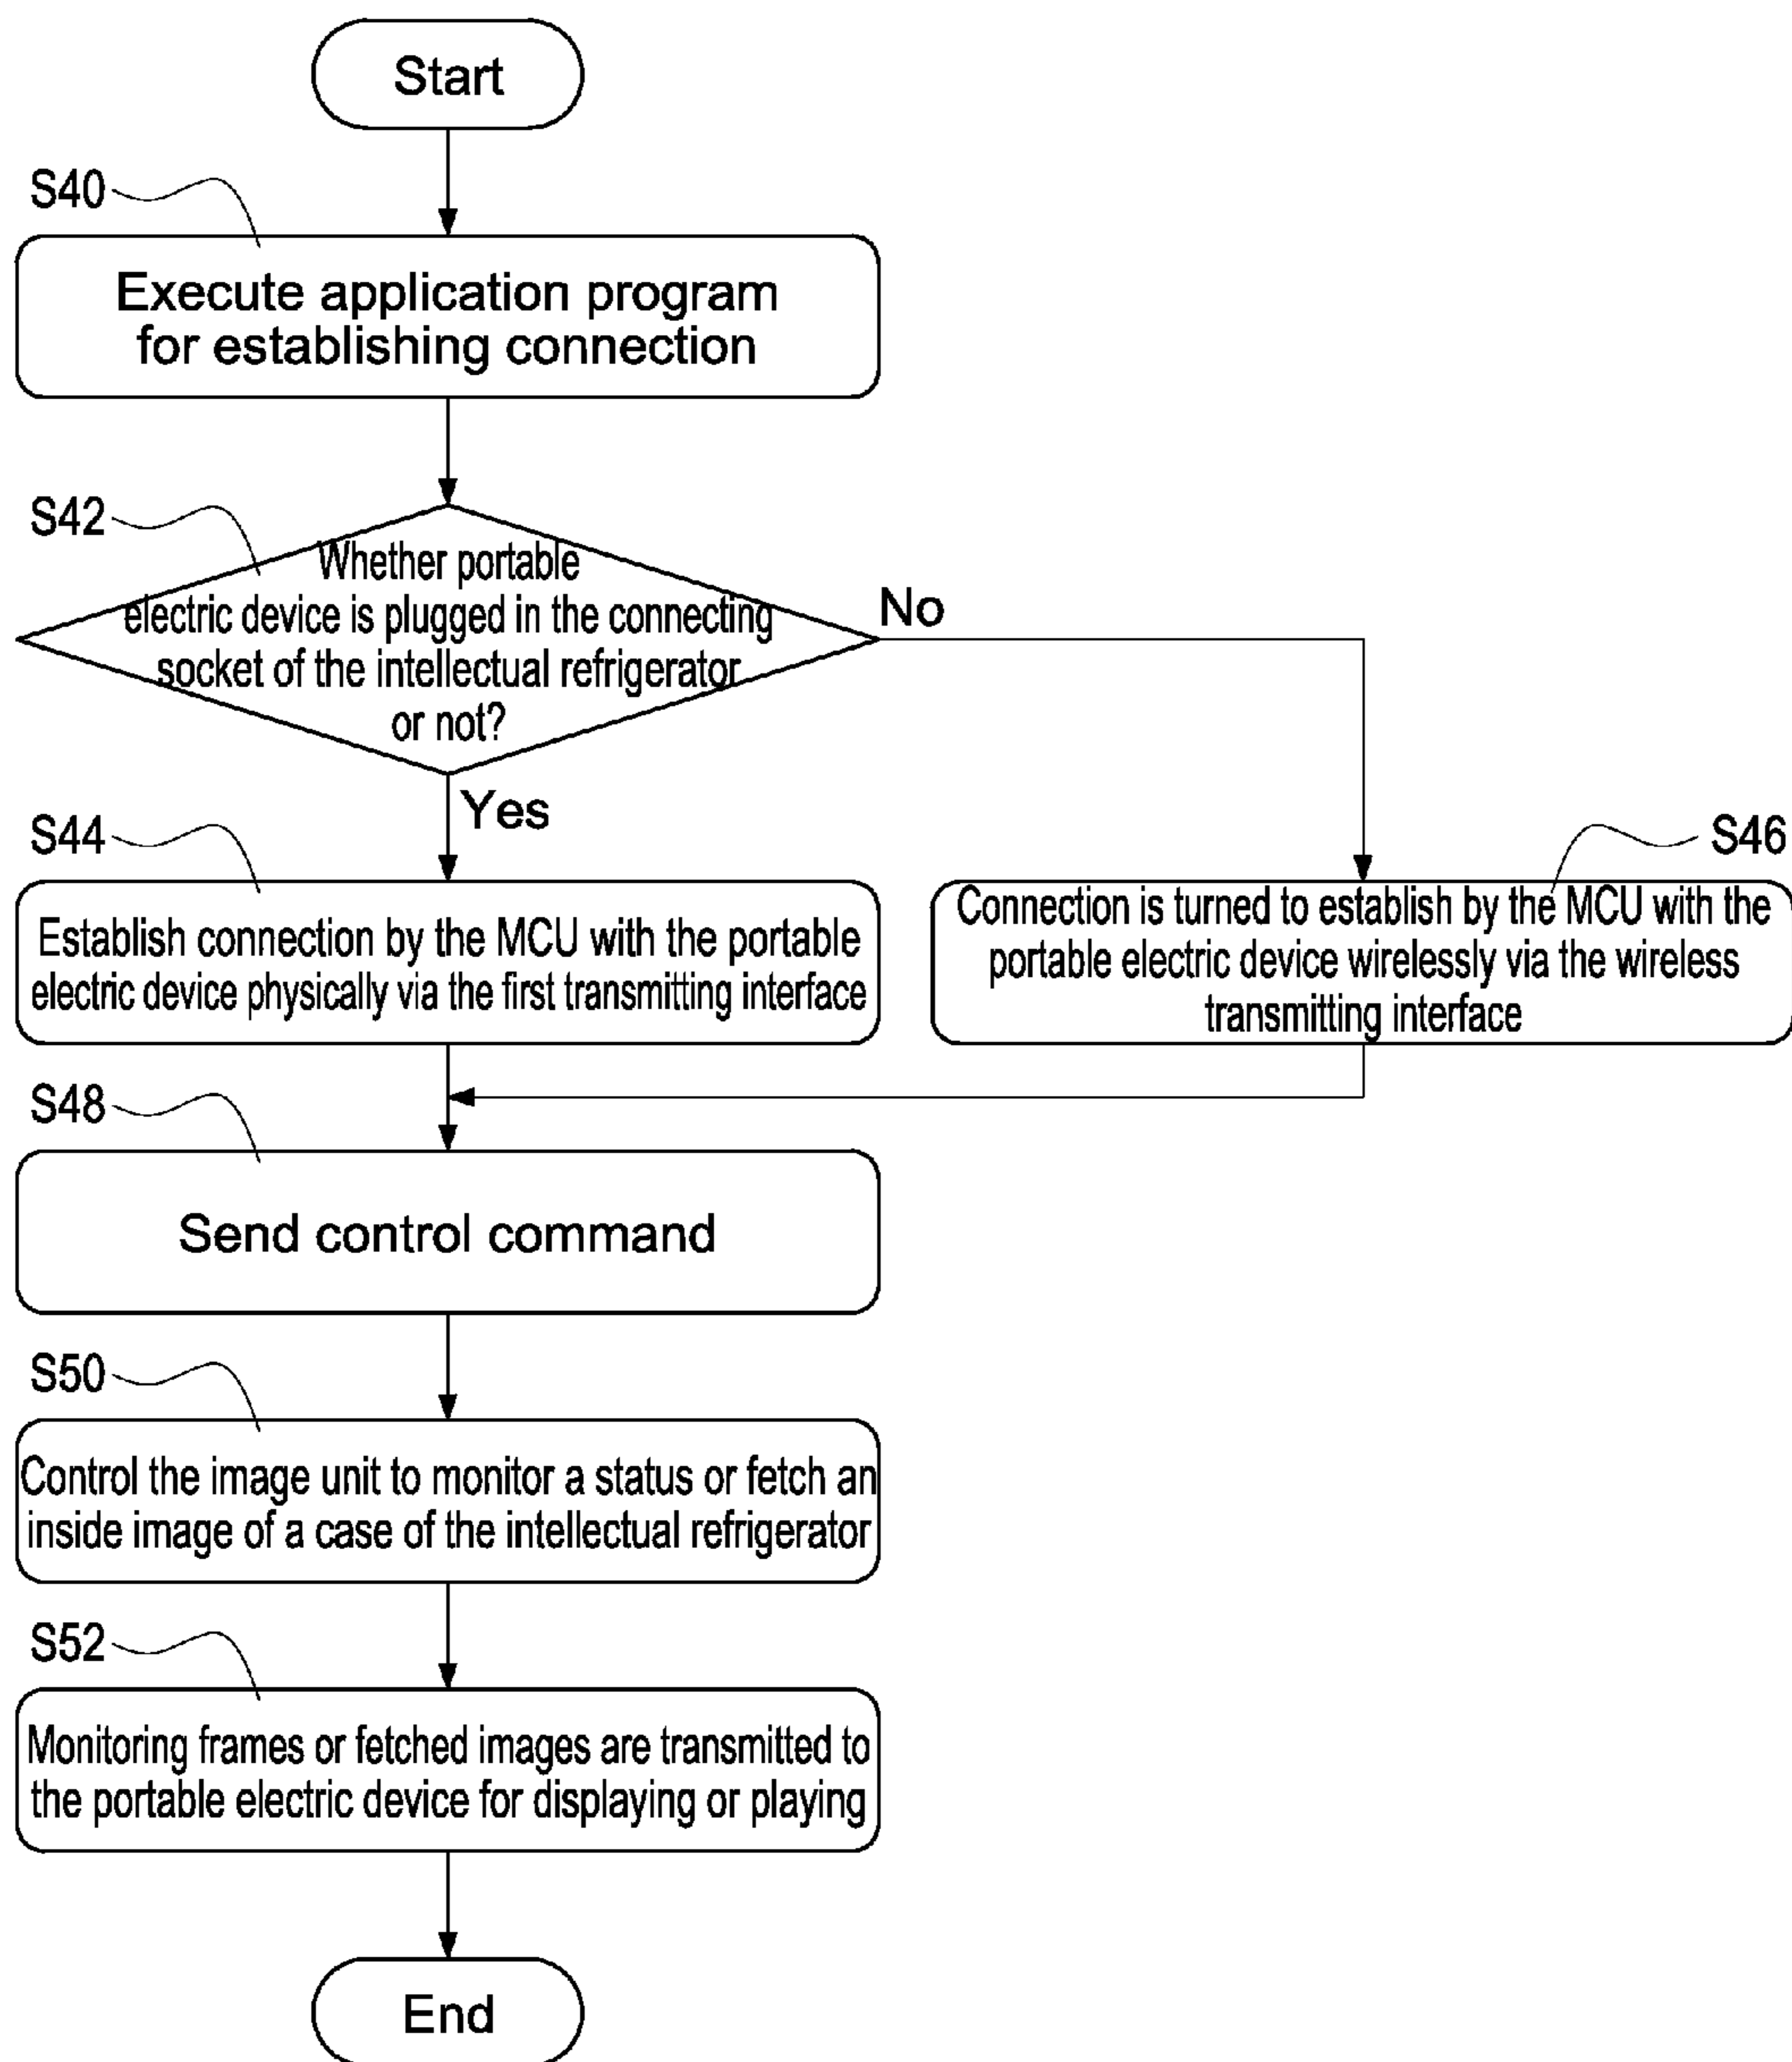 Start
S40
Execute application program
for establishing connection
S42
Whether portable
electric device is plugged in the connecting
socket of the intellectual refrigerator
or not?
No
Yes
S44
Establish connection by the MCU with the portable
electric device physically via the first transmitting interface
S46
Connection is turned to establish by the MCU with the
portable electric device wirelessly via the wireless
transmitting interface
S48
Send control command
S50
Control the image unit to monitor a status or fetch an
inside image of a case of the intellectual refrigerator
S52
Monitoring frames or fetched images are transmitted to
the portable electric device for displaying or playing
End